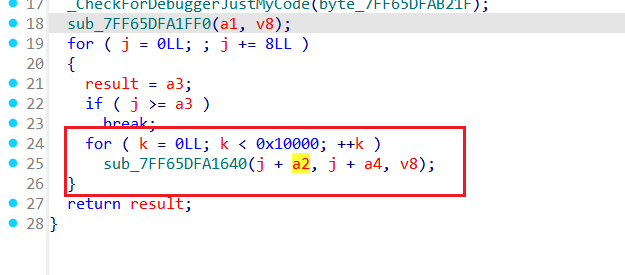 17 _CheckForDebuggerJustMyCode(byte_7FF65DFAB21F);
18 sub_7FF65DFA1FF0(a1, v8);
19 for ( j = 0LL; ; j += 8LL )
20 {
21 result = a3;
22 if ( j >= a3 )
23 break;
24 for ( k = 0LL; k < 0x10000; ++k )
25 sub_7FF65DFA1640(j + a2, j + a4, v8);
26 }
27 return result;
28 }